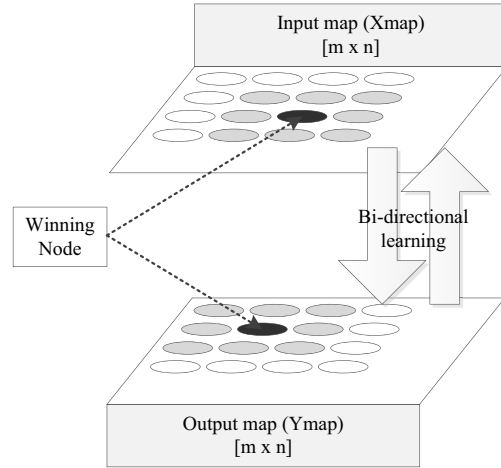 Input map (Xmap)
[m x n]
Bi-directional
learning
Winning
Node
Output map (Ymap)
[m x n]